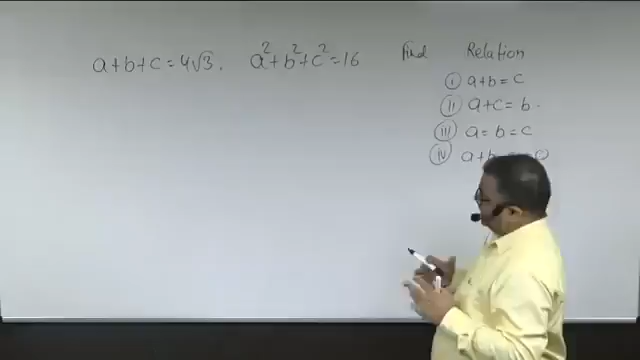 a+b+c=4√3, a²+b²+c²=16 Find Relation
(i) a+b=c
(ii) a+c=b.
(iii) a=b=c
(iv) a+b 0